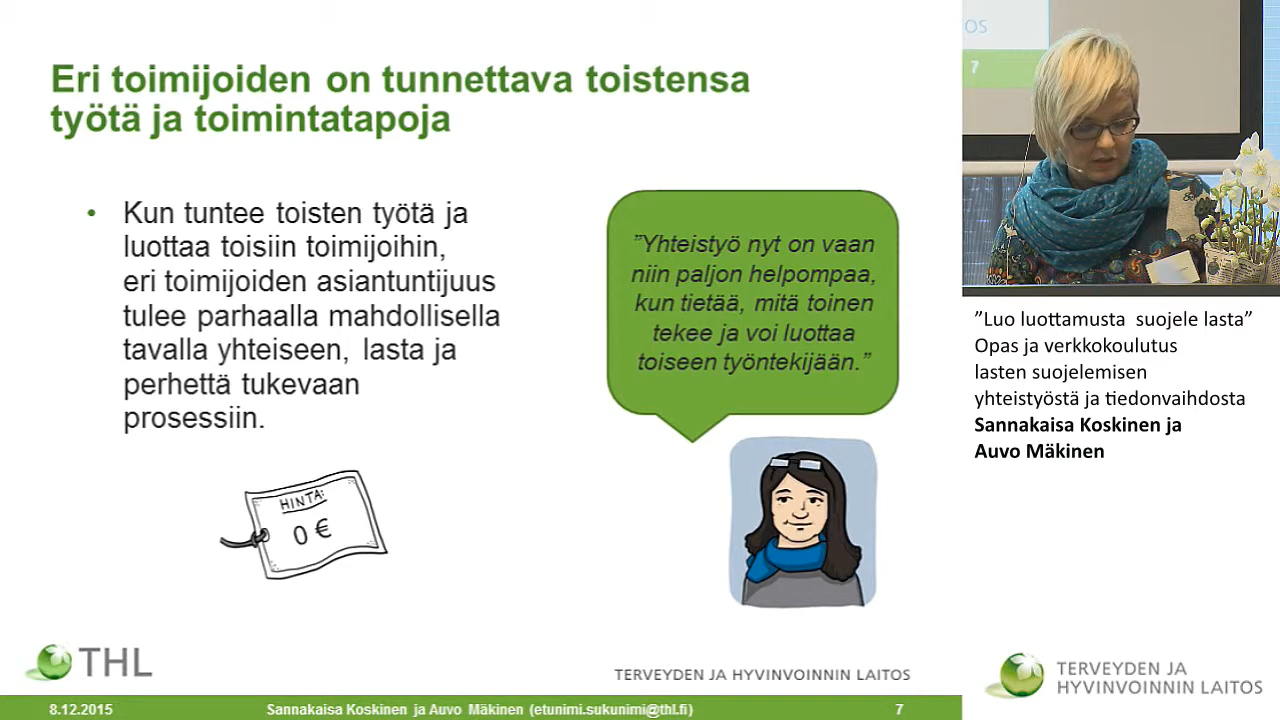 Eri toimijoiden on tunnettava toistensa
työtä ja toimintatapoja
• Kun tuntee toisten työtä ja
luottaa toisiin toimijoihin,
eri toimijoiden asiantuntijuus
tulee parhaalla mahdollisella
tavalla yhteiseen, lasta ja
perhettä tukevaan
prosessiin.
”Yhteistyö nyt on vaan
niin paljon helpompaa,
kun tietää, mitä toinen
tekee ja voi luottaa
toiseen työntekijään.”
HINTA:
0 €
THL
TERVEYDEN JA HYVINVOINNIN LAITOS
8.12.2015
Sannakaisa Koskinen ja Auvo Mäkinen (etunimi.sukunimi@thl.fi)
7
ITOS
7
”Luo luottamusta suojele lasta”
Opas ja verkkokoulutus
lasten suojelemisen
yhteistyöstä ja tiedonvaihdosta
Sannakaisa Koskinen ja
Auvo Mäkinen
TERVEYDEN JA
HYVINVOINNIN LAITOS